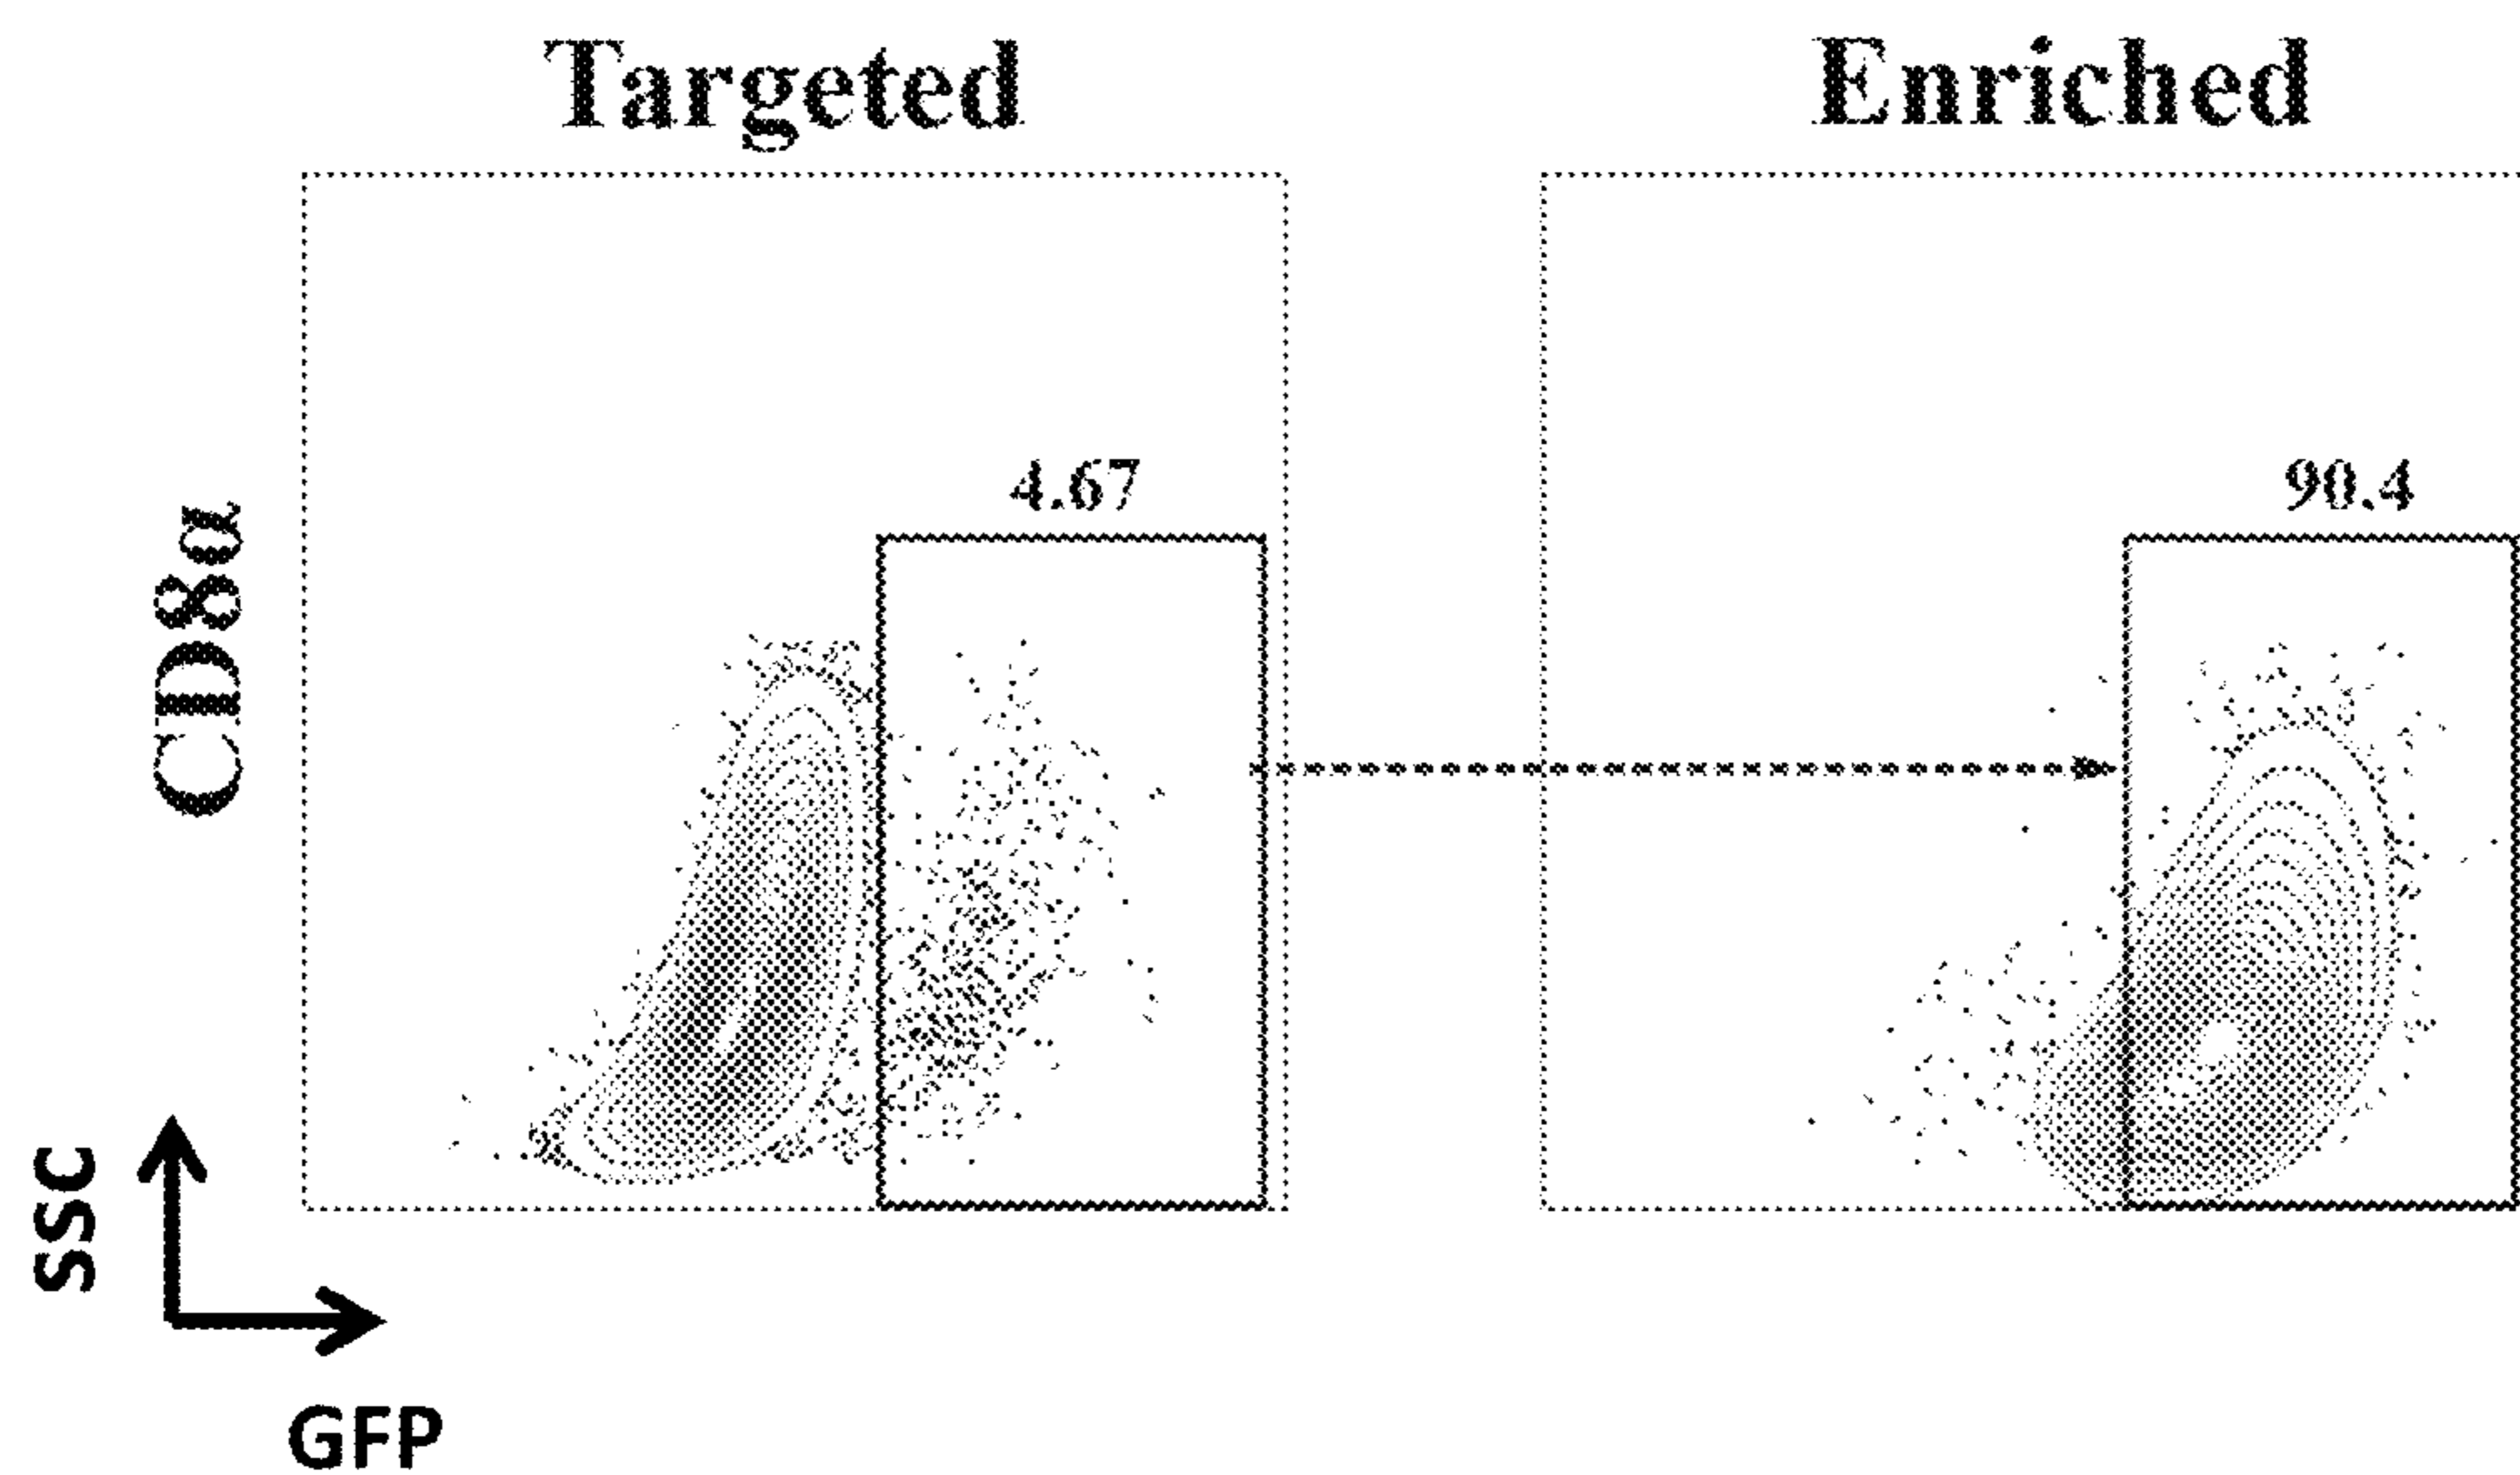 Targeted
Enriched
4.67
90.4
CD8α
SSC
GFP